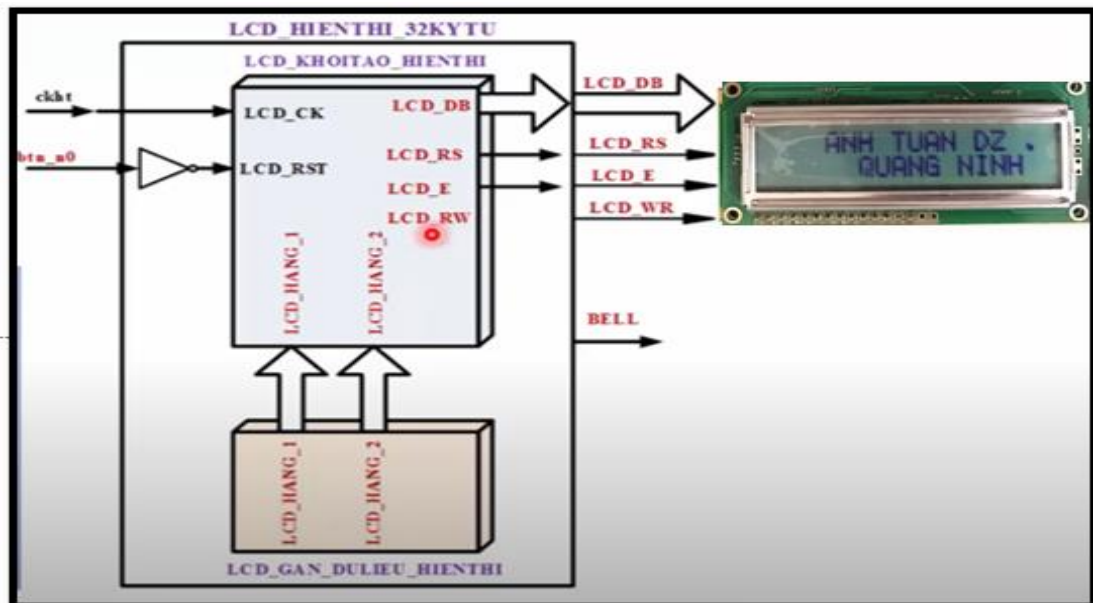 LCD_HIENTHI_32KYTU
LCD_KHOITAO_HIENTHI
ckht
LCD_CK
LCD_DB
LCD_DB
btn_n0
LCD_RST
LCD_RS
LCD_RS
LCD_E
LCD_E
LCD_RW
LCD_WR
LCD_HANG_1
LCD_HANG_2
ANH TUAN DZ .
QUANG NINH
BELL
LCD_HANG_1
LCD_HANG_2
LCD_GAN_DULIEU_HIENTHI